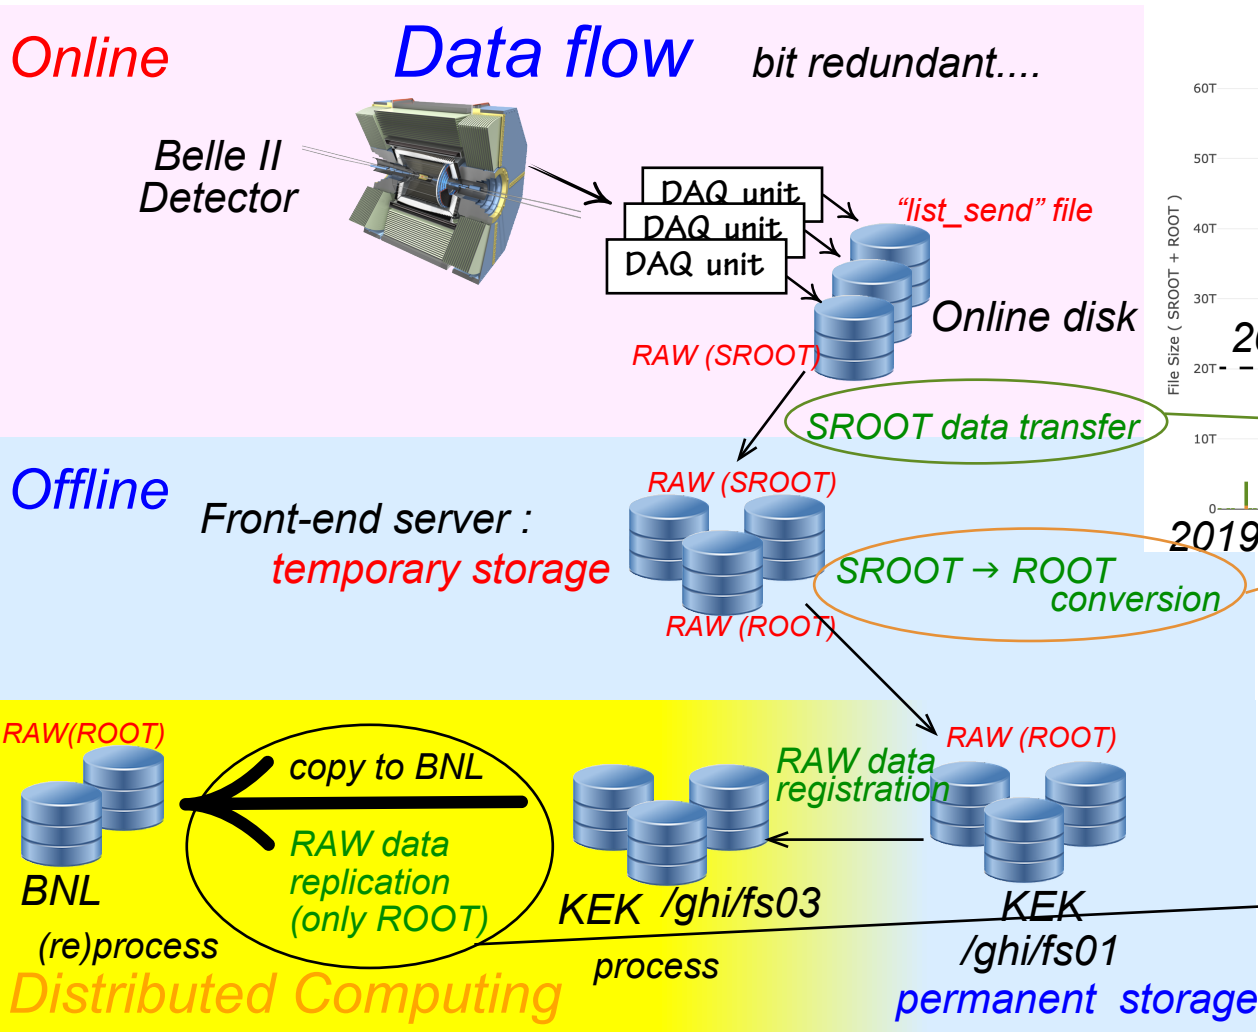 Online
Data flow
bit redundant....
Belle II
Detector
DAQ unit
DAQ unit
DAQ unit
“list_send” file
Online disk
RAW (SROOT)
SROOT data transfer
60T
50T
40T
30T
20T
10T
0
File Size ( SROOT + ROOT )
2019
Offline
Front-end server :
temporary storage
RAW (SROOT)
RAW (ROOT)
SROOT → ROOT
conversion
RAW(ROOT)
BNL
(re)process
copy to BNL
RAW data
replication
(only ROOT)
KEK /ghi/fs03
process
RAW data
registration
RAW (ROOT)
KEK
/ghi/fs01
permanent storage
Distributed Computing